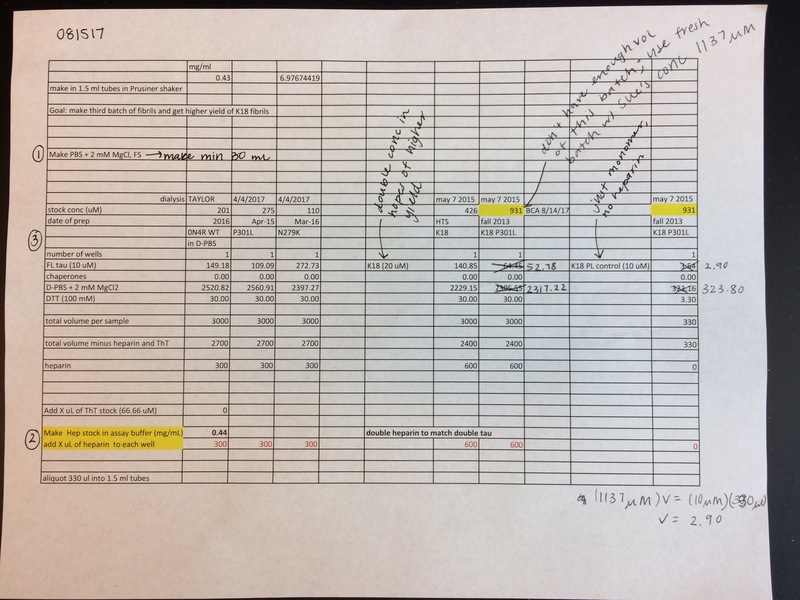 081517
mg/ml
0.43 6.97674419
make in 1.5 ml tubes in Prusiner shaker
Goal: make third batch of fibrils and get higher yield of K18 fibrils
double conc in
hopes of higher
yield
don't have enough vol
of this batch; use fresh
batch w/ Sue's conc 1137 μM
just monomer,
no heparin
① Make PBS + 2 mM MgCl, FS → make min 30 mL
dialysis TAYLOR 4/4/2017 4/4/2017 may 7 2015 may 7 2015 may 7 2015
stock conc (uM) 201 275 110 426 931 BCA 8/14/17 931
date of prep 2016 Apr-15 Mar-16 HTS fall 2013 fall 2013
③ 0N4R WT P301L N279K K18 K18 P301L K18 P301L
in D-PBS
number of wells 1 1 1 1 1 1
FL tau (10 uM) 149.18 109.09 272.73 K18 (20 uM) 140.85 64.45 52.78 K18 PL control (10 uM) 3.54 2.90
chaperones 0.00 0.00 0.00 0.00 0.00 0.00
D-PBS + 2 mM MgCl2 2520.82 2560.91 2397.27 2229.15 2305.55 2317.22 323.16 323.80
DTT (100 mM) 30.00 30.00 30.00 30.00 30.00 3.30
total volume per sample 3000 3000 3000 3000 3000 330
total volume minus heparin and ThT 2700 2700 2700 2400 2400 330
heparin 300 300 300 600 600 0
Add X uL of ThT stock (66.66 uM) 0
② Make Hep stock in assay buffer (mg/mL) 0.44 double heparin to match double tau
add X uL of heparin to each well 300 300 300 600 600 0
aliquot 330 ul into 1.5 ml tubes
(1137 μM) V = (10 μM)(330 μL)
V = 2.90